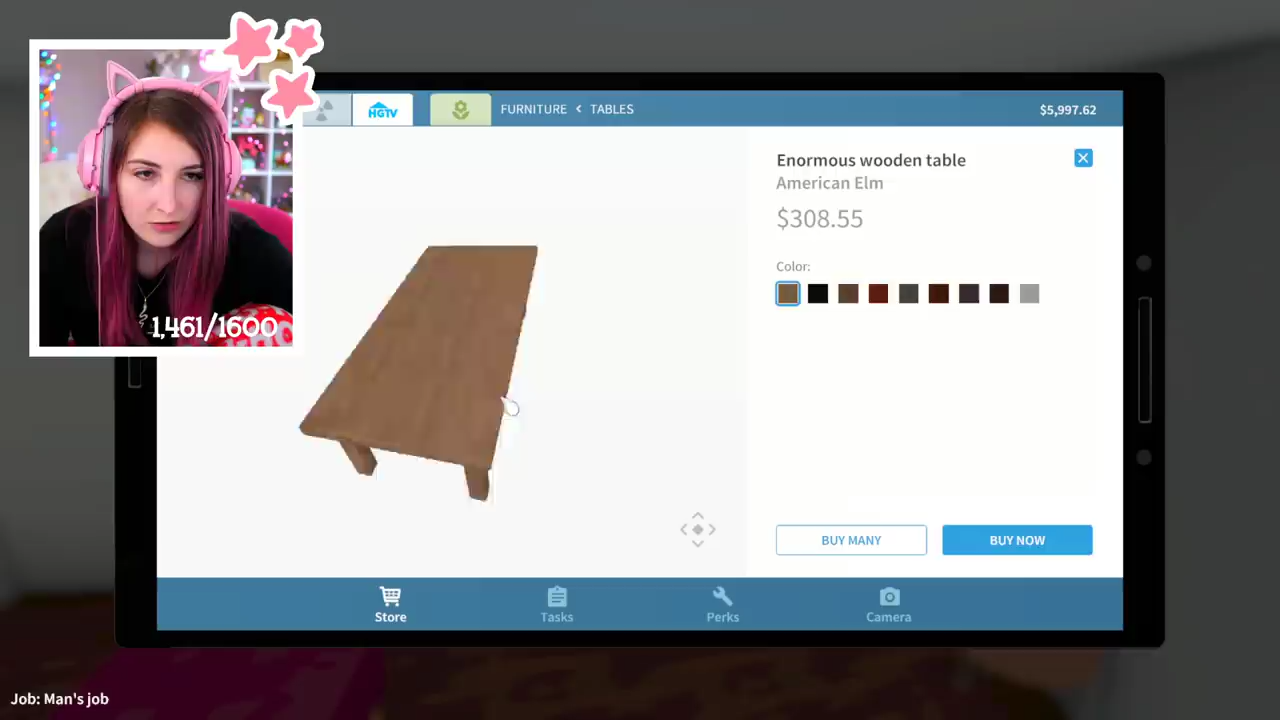 HGTV
FURNITURE < TABLES
$5,997.62
Enormous wooden table
American Elm
$308.55
Color:
1,461/1600
BUY MANY
BUY NOW
Store
Tasks
Perks
Camera
Job: Man's job